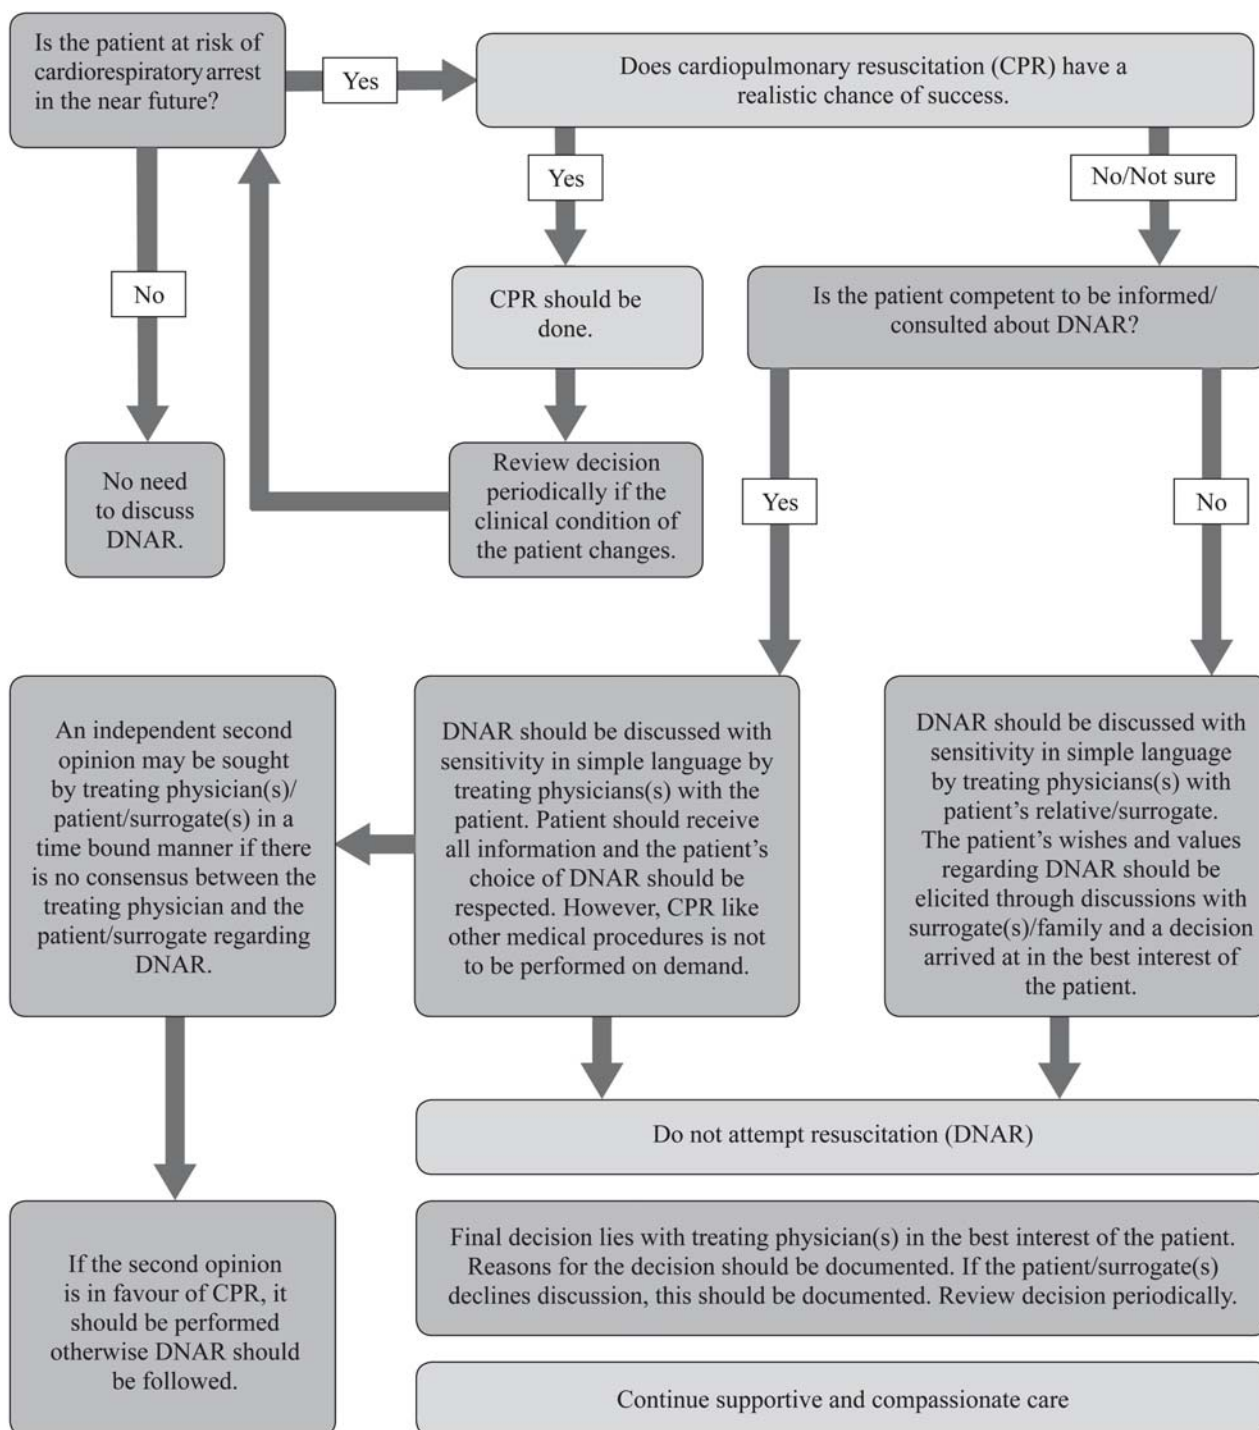 Is the patient at risk of
cardiorespiratory arrest
in the near future?
Yes
Does cardiopulmonary resuscitation (CPR) have a
realistic chance of success.
Yes
No/Not sure
No
CPR should be
done.
Is the patient competent to be informed/
consulted about DNAR?
No need
to discuss
DNAR.
Review decision
periodically if the
clinical condition of
the patient changes.
Yes
No
An independent second
opinion may be sought
by treating physician(s)/
patient/surrogate(s) in a
time bound manner if there
is no consensus between the
treating physician and the
patient/surrogate regarding
DNAR.
DNAR should be discussed with
sensitivity in simple language by
treating physicians(s) with the
patient. Patient should receive
all information and the patient's
choice of DNAR should be
respected. However, CPR like
other medical procedures is not
to be performed on demand.
DNAR should be discussed with
sensitivity in simple language
by treating physicians(s) with
patient's relative/surrogate.
The patient's wishes and values
regarding DNAR should be
elicited through discussions with
surrogate(s)/family and a decision
arrived at in the best interest of
the patient.
Do not attempt resuscitation (DNAR)
If the second opinion
is in favour of CPR, it
should be performed
otherwise DNAR should
be followed.
Final decision lies with treating physician(s) in the best interest of the patient.
Reasons for the decision should be documented. If the patient/surrogate(s)
declines discussion, this should be documented. Review decision periodically.
Continue supportive and compassionate care